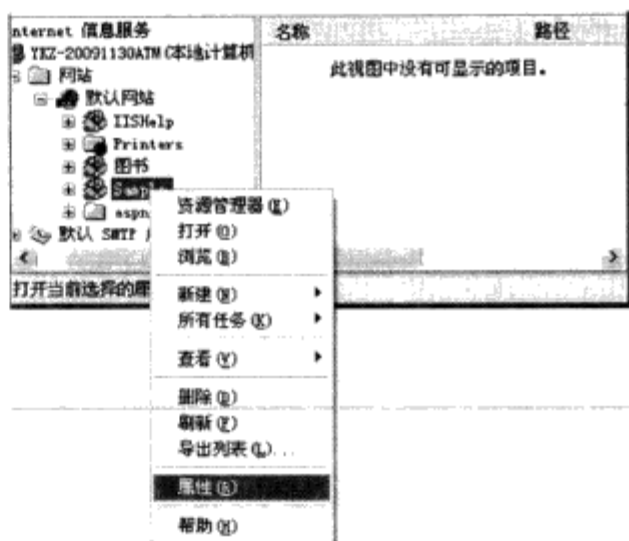 nternet 信息服务
名称 路径
YKZ-20091130ATM(本地计算机
此视图中没有可显示的项目。
网站
默认网站
IISHelp
Printers
图书
aspn
默认 SMTP
打开当前选择的属
资源管理器(E)
打开(O)
浏览(B)
新建(N)
所有任务(K)
查看(V)
删除(D)
刷新(F)
导出列表(L)...
属性(R)
帮助(H)